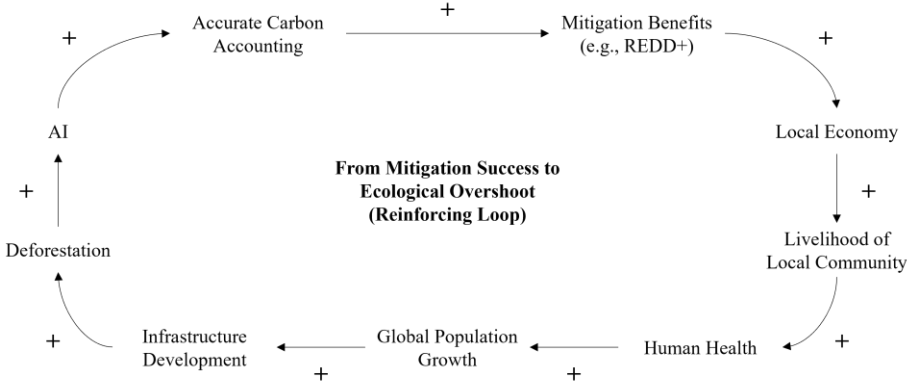 +
Accurate Carbon
Accounting
+
Mitigation Benefits
(e.g., REDD+)
+
AI
Local Economy
From Mitigation Success to
Ecological Overshoot
(Reinforcing Loop)
+
+
Deforestation
Livelihood of
Local Community
+
Infrastructure
Development
+
Global Population
Growth
+
Human Health
+